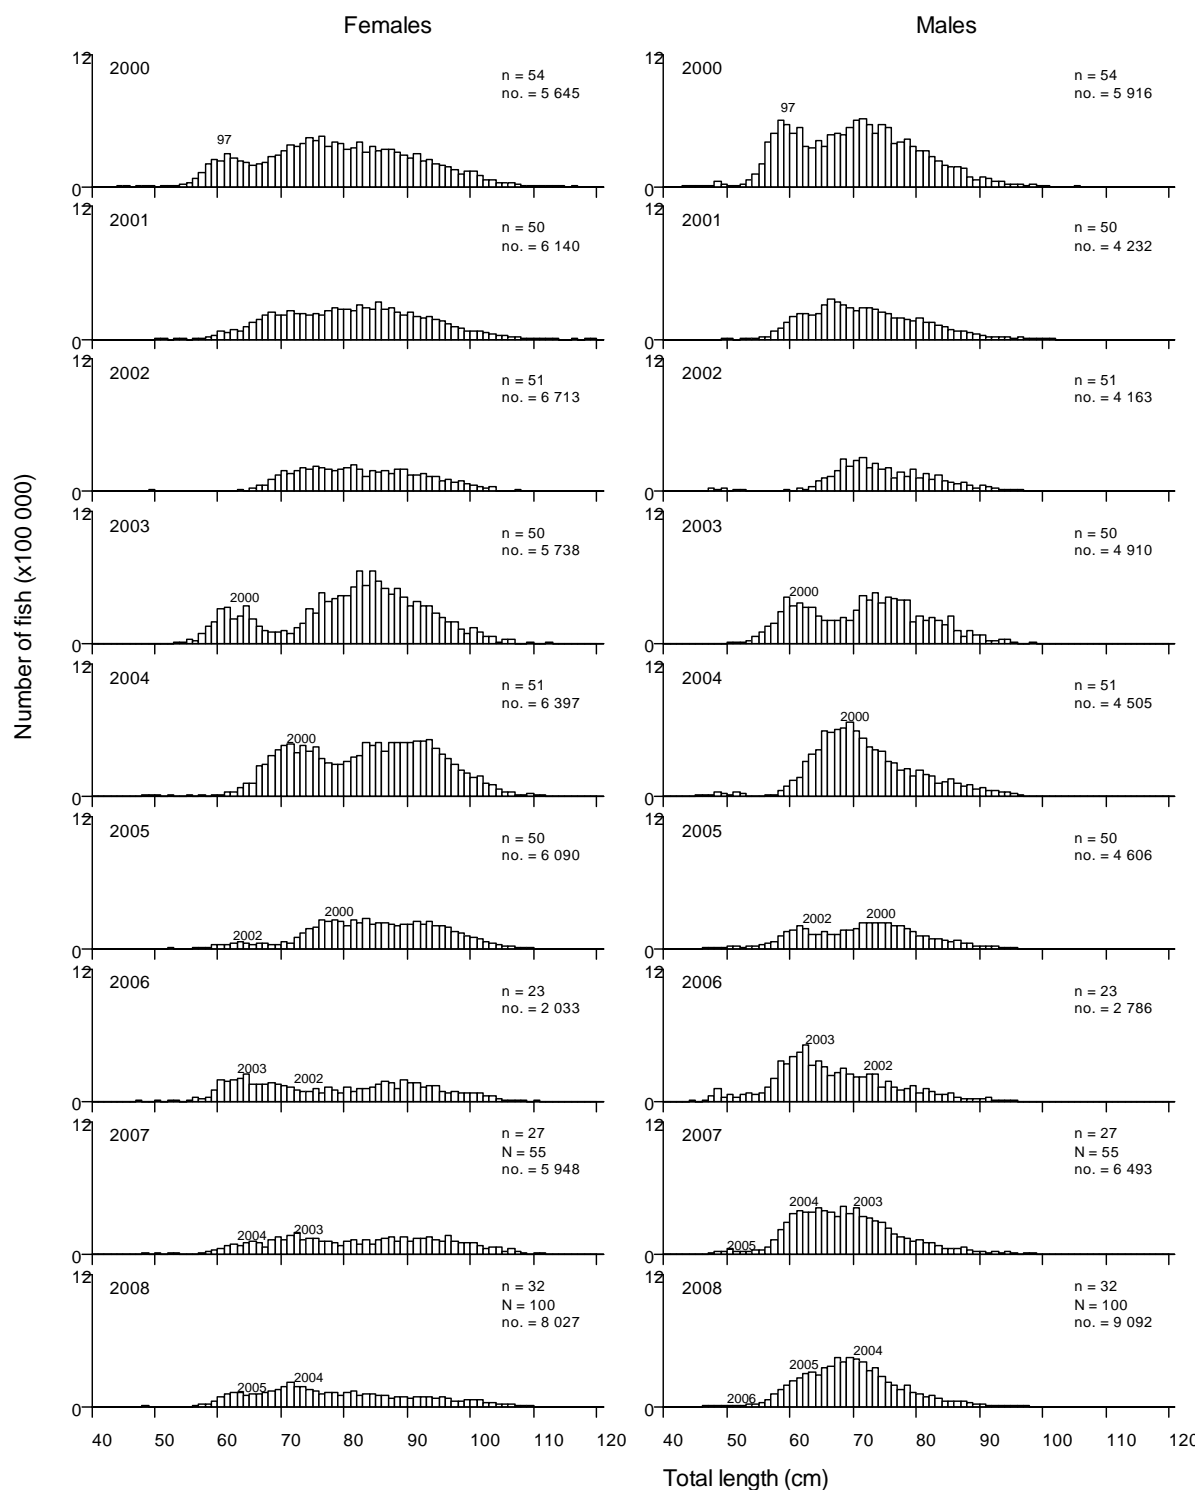 Females
Males
Number of fish (x100 000)
12
2000
n = 54
no. = 5 645
97
0
12
2000
n = 54
no. = 5 916
97
0
12
2001
n = 50
no. = 6 140
0
12
2001
n = 50
no. = 4 232
0
12
2002
n = 51
no. = 6 713
0
12
2002
n = 51
no. = 4 163
0
12
2003
n = 50
no. = 5 738
2000
0
12
2003
n = 50
no. = 4 910
2000
0
12
2004
n = 51
no. = 6 397
2000
0
12
2004
n = 51
no. = 4 505
2000
0
12
2005
n = 50
no. = 6 090
2002
2000
0
12
2005
n = 50
no. = 4 606
2002
2000
0
12
2006
n = 23
no. = 2 033
2003
2002
0
12
2006
n = 23
no. = 2 786
2003
2002
0
12
2007
n = 27
N = 55
no. = 5 948
2004
2003
0
12
2007
n = 27
N = 55
no. = 6 493
2005
2004
2003
0
12
2008
n = 32
N = 100
no. = 8 027
2005
2004
0
12
2008
n = 32
N = 100
no. = 9 092
2006
2005
2004
0
40 50 60 70 80 90 100 110 120
40 50 60 70 80 90 100 110 120
Total length (cm)